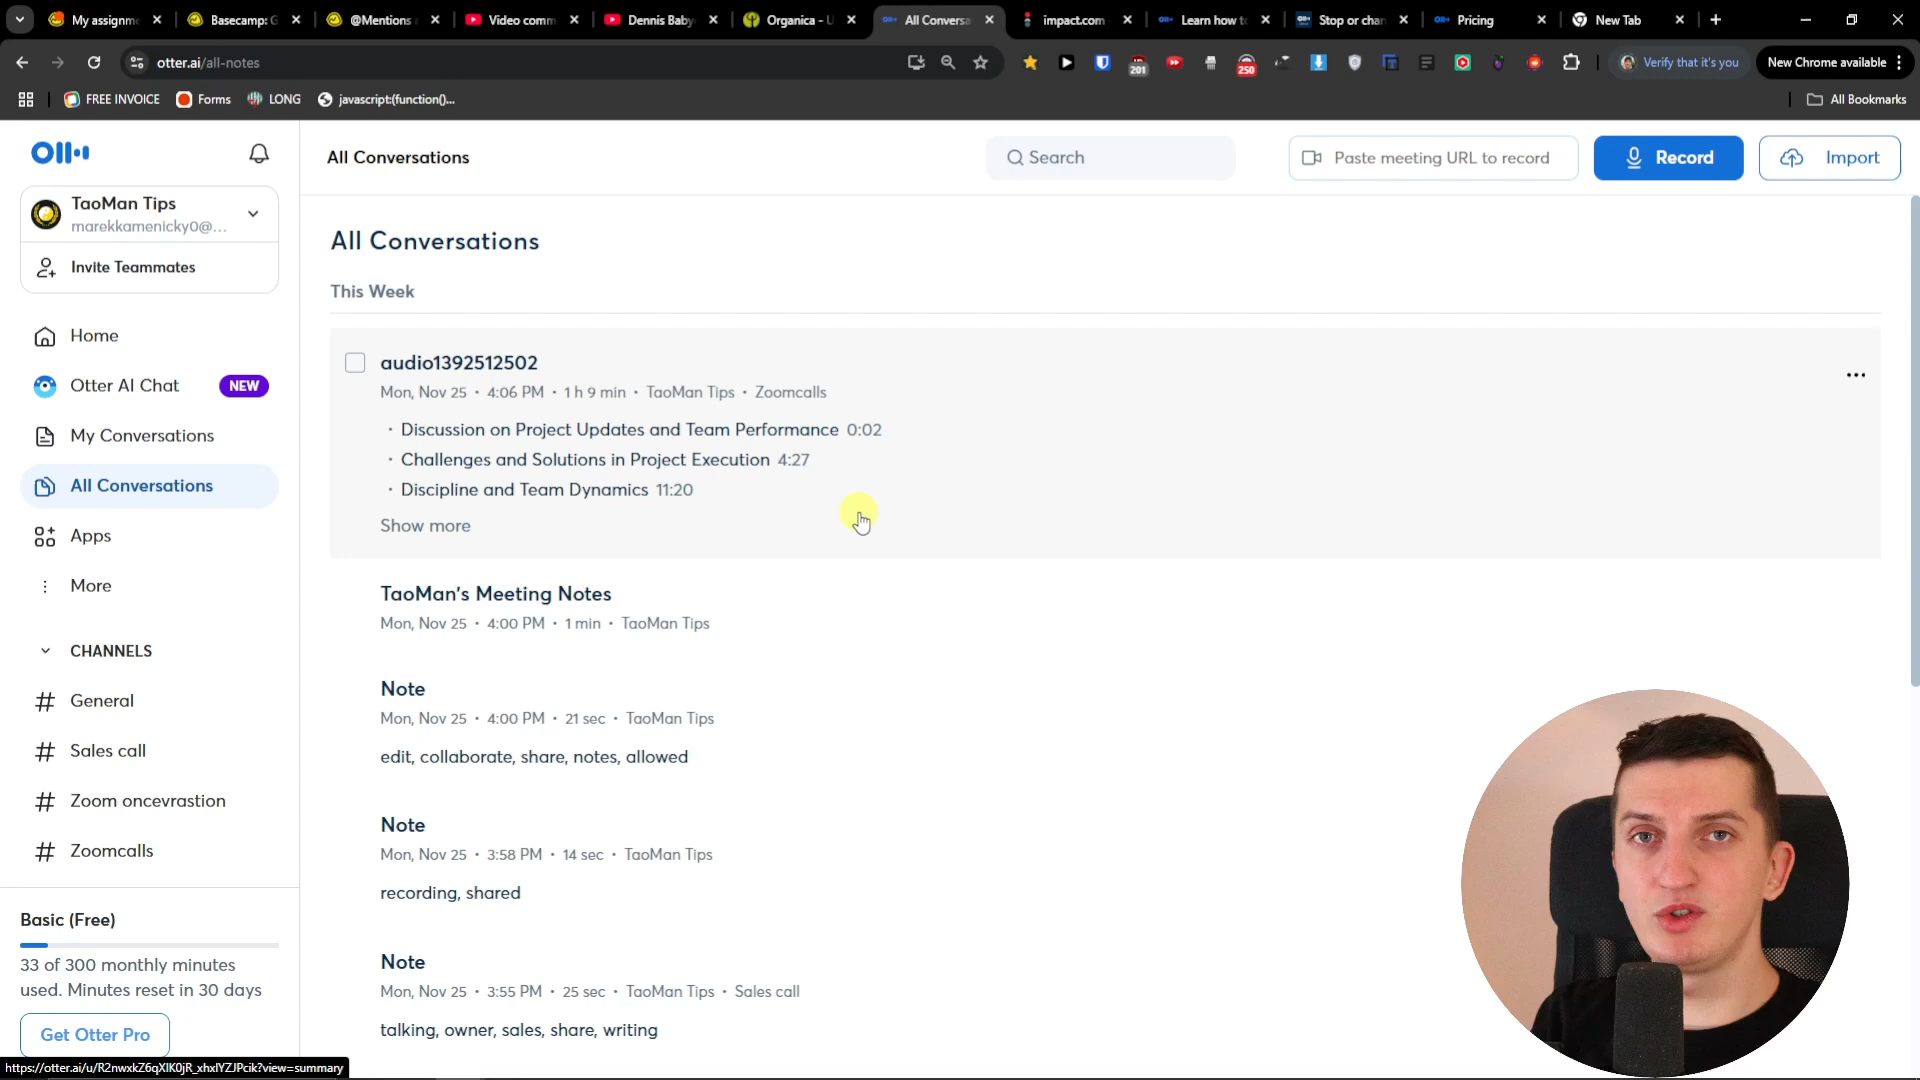 My assignm
Basecamp: G
@Mentions
Video comm
Dennis Baby
Organica - U
All Conversa
impact.com
Learn how to
Stop or chan
Pricing
New Tab
otter.ai/all-notes
201
250
Verify that it's you
New Chrome available
FREE INVOICE
Forms
LONG
javascript:(function()...
All Bookmarks
All Conversations
Search
Paste meeting URL to record
Record
Import
TaoMan Tips
marekkamenicky0@...
Invite Teammates
Home
Otter AI Chat
NEW
My Conversations
All Conversations
Apps
More
CHANNELS
General
Sales call
Zoom oncevrastion
Zoomcalls
Basic (Free)
33 of 300 monthly minutes
used. Minutes reset in 30 days
Get Otter Pro
All Conversations
This Week
audio1392512502
Mon, Nov 25 • 4:06 PM • 1 h 9 min • TaoMan Tips • Zoomcalls
· Discussion on Project Updates and Team Performance 0:02
· Challenges and Solutions in Project Execution 4:27
· Discipline and Team Dynamics 11:20
Show more
TaoMan's Meeting Notes
Mon, Nov 25 • 4:00 PM • 1 min • TaoMan Tips
Note
Mon, Nov 25 • 4:00 PM • 21 sec • TaoMan Tips
edit, collaborate, share, notes, allowed
Note
Mon, Nov 25 • 3:58 PM • 14 sec • TaoMan Tips
recording, shared
Note
Mon, Nov 25 • 3:55 PM • 25 sec • TaoMan Tips • Sales call
talking, owner, sales, share, writing